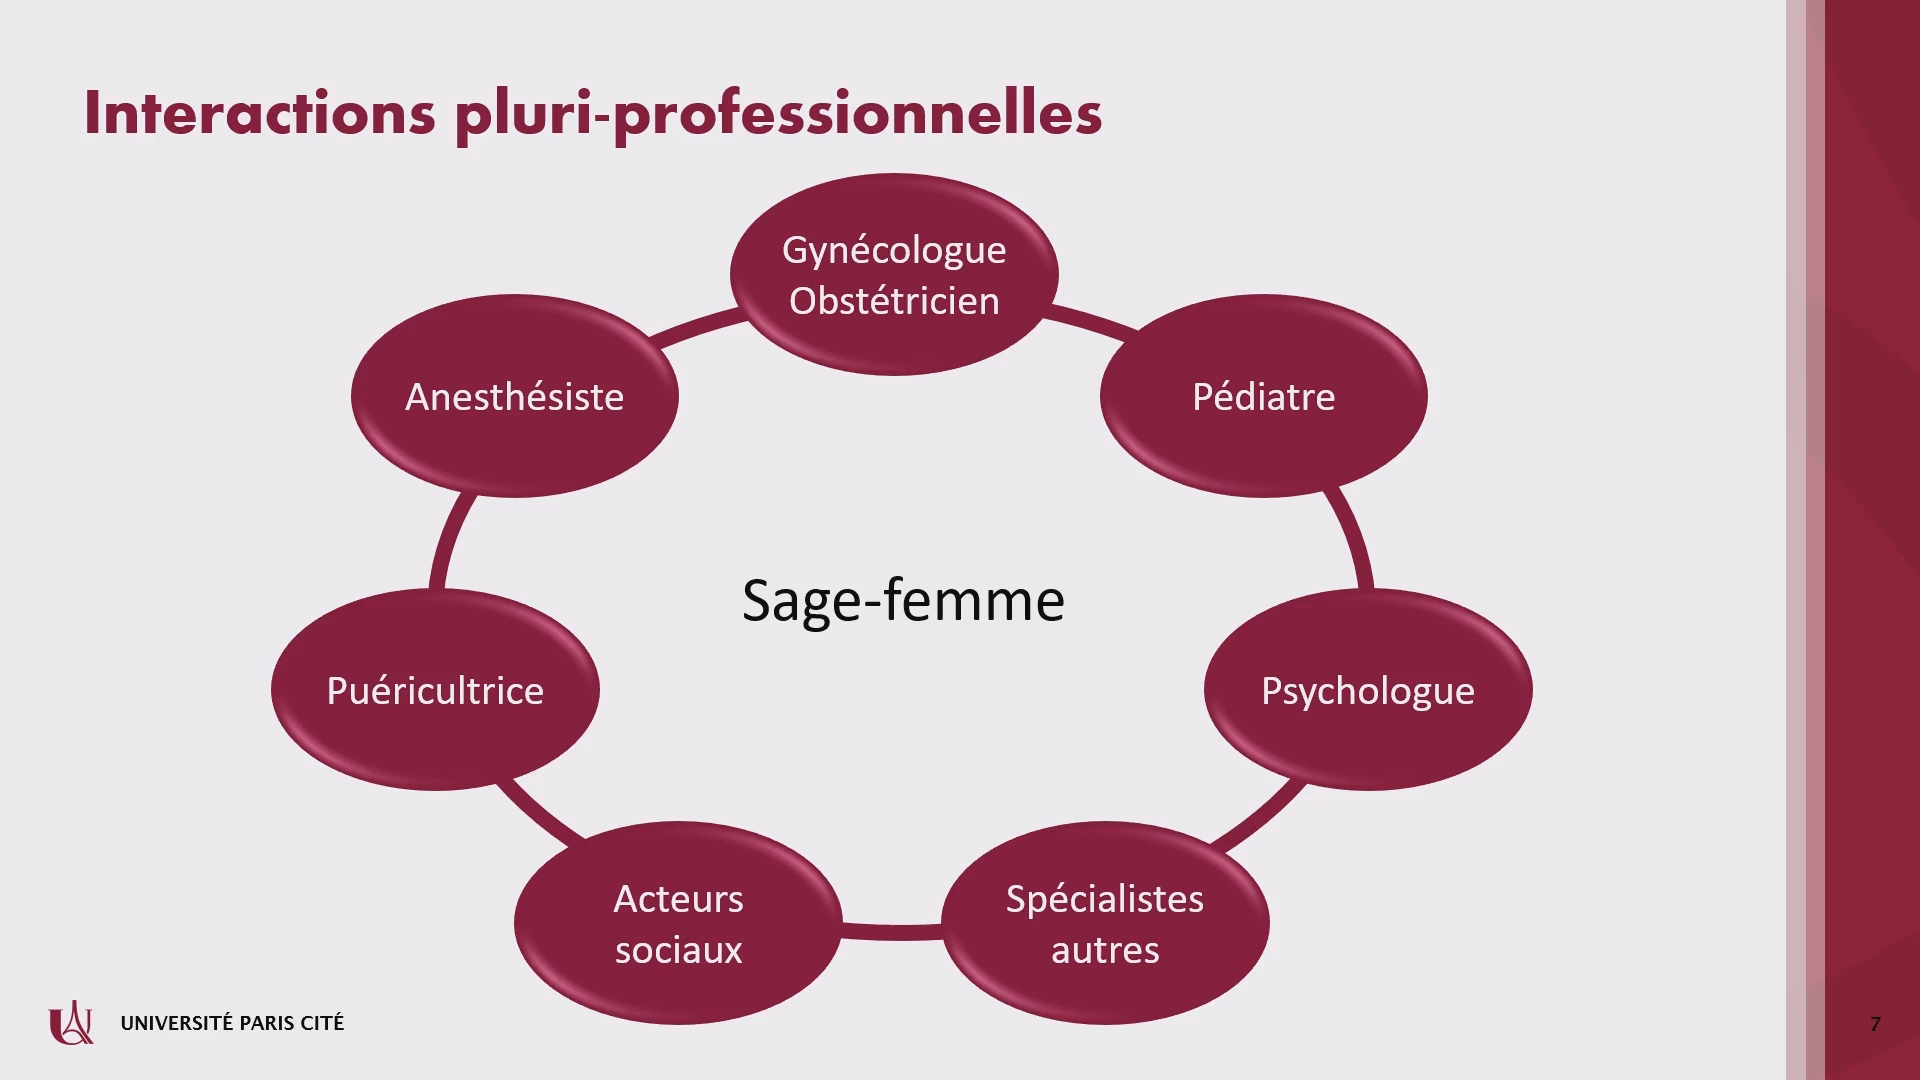 Interactions pluri-professionnelles
Gynécologue
Obstétricien
Anesthésiste
Pédiatre
Sage-femme
Puéricultrice
Psychologue
Acteurs
sociaux
Spécialistes
autres
UNIVERSITÉ PARIS CITÉ
7